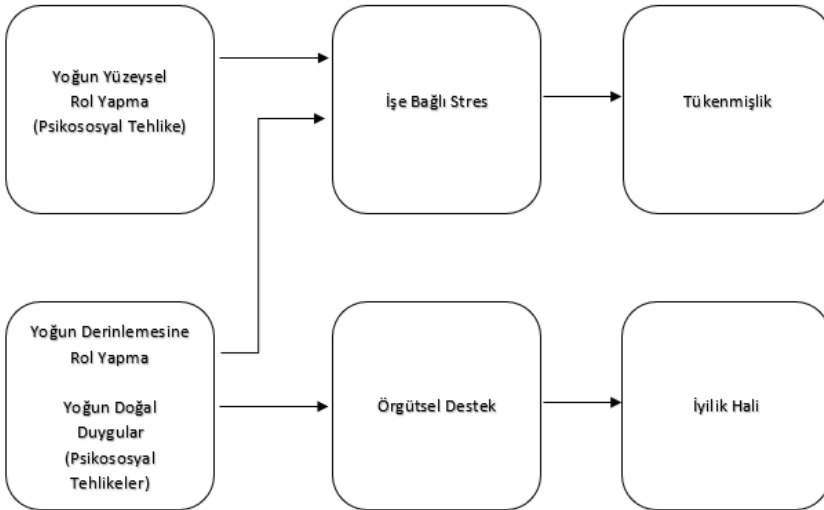 Yoğun Yüzeysel
Rol Yapma
(Psikososyal Tehlike)
İşe Bağlı Stres
Tükenmişlik
Yoğun Derinlemesine
Rol Yapma
Yoğun Doğal
Duygular
(Psikososyal
Tehlikeler)
Örgütsel Destek
İyilik Hali